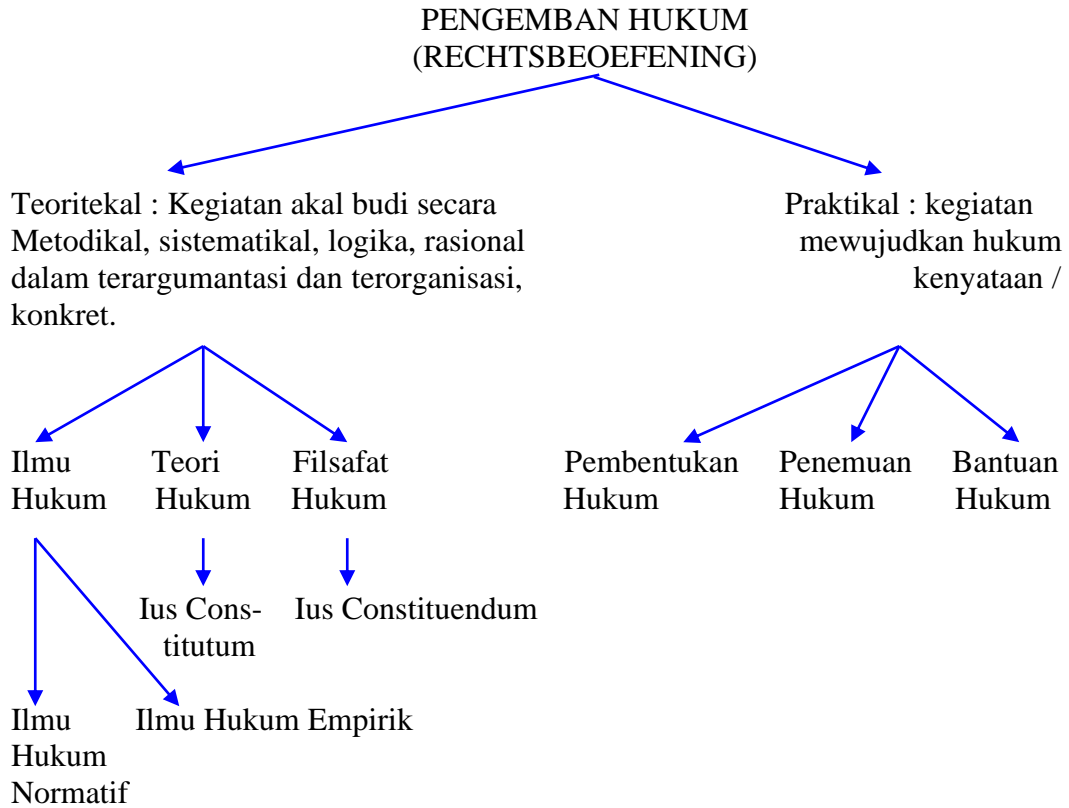 PENGEMBAN HUKUM
(RECHTSBEOEFENING)
Teoritekal : Kegiatan akal budi secara
Metodikal, sistematikal, logika, rasional
dalam terargumantasi dan terorganisasi,
konkret.
Praktikal : kegiatan
mewujudkan hukum
kenyataan /
Ilmu
Hukum
Teori
Hukum
Filsafat
Hukum
Pembentukan
Hukum
Penemuan
Hukum
Bantuan
Hukum
Ius Cons-
titutum
Ius Constituendum
Ilmu
Hukum
Normatif
Ilmu Hukum Empirik